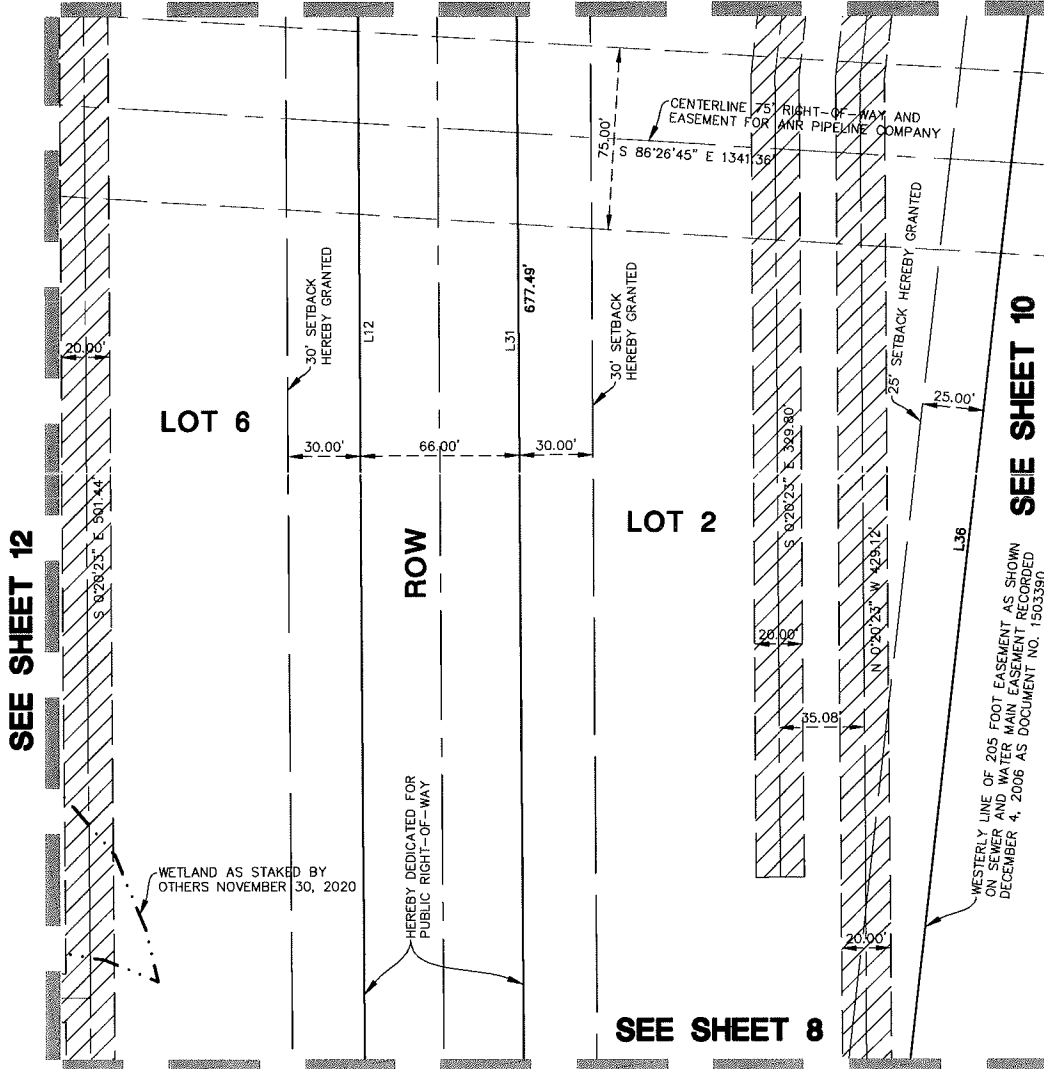 CENTERLINE 75' RIGHT-OF-WAY AND
EASEMENT FOR ANR PIPELINE COMPANY
75.00'
S 86°26'45" E 1341.36'
30' SETBACK
HEREBY GRANTED
L12
L31
677.49'
30' SETBACK
HEREBY GRANTED
25' SETBACK HEREBY GRANTED
20.00'
LOT 6
30.00'
66.00'
30.00'
25.00'
SEE SHEET 10
S 0°20'23" E 501.44'
S 0°20'23" E 329.80'
N 0°20'23" W 429.12'
LOT 2
ROW
L36
SEE SHEET 12
20.00'
35.08'
WESTERLY LINE OF 205 FOOT EASEMENT AS SHOWN
ON SEWER AND WATER MAIN EASEMENT RECORDED
DECEMBER 4, 2006 AS DOCUMENT NO. 1503390
HEREBY DEDICATED FOR
PUBLIC RIGHT-OF-WAY
WETLAND AS STAKED BY
OTHERS NOVEMBER 30, 2020
20.00'
SEE SHEET 8